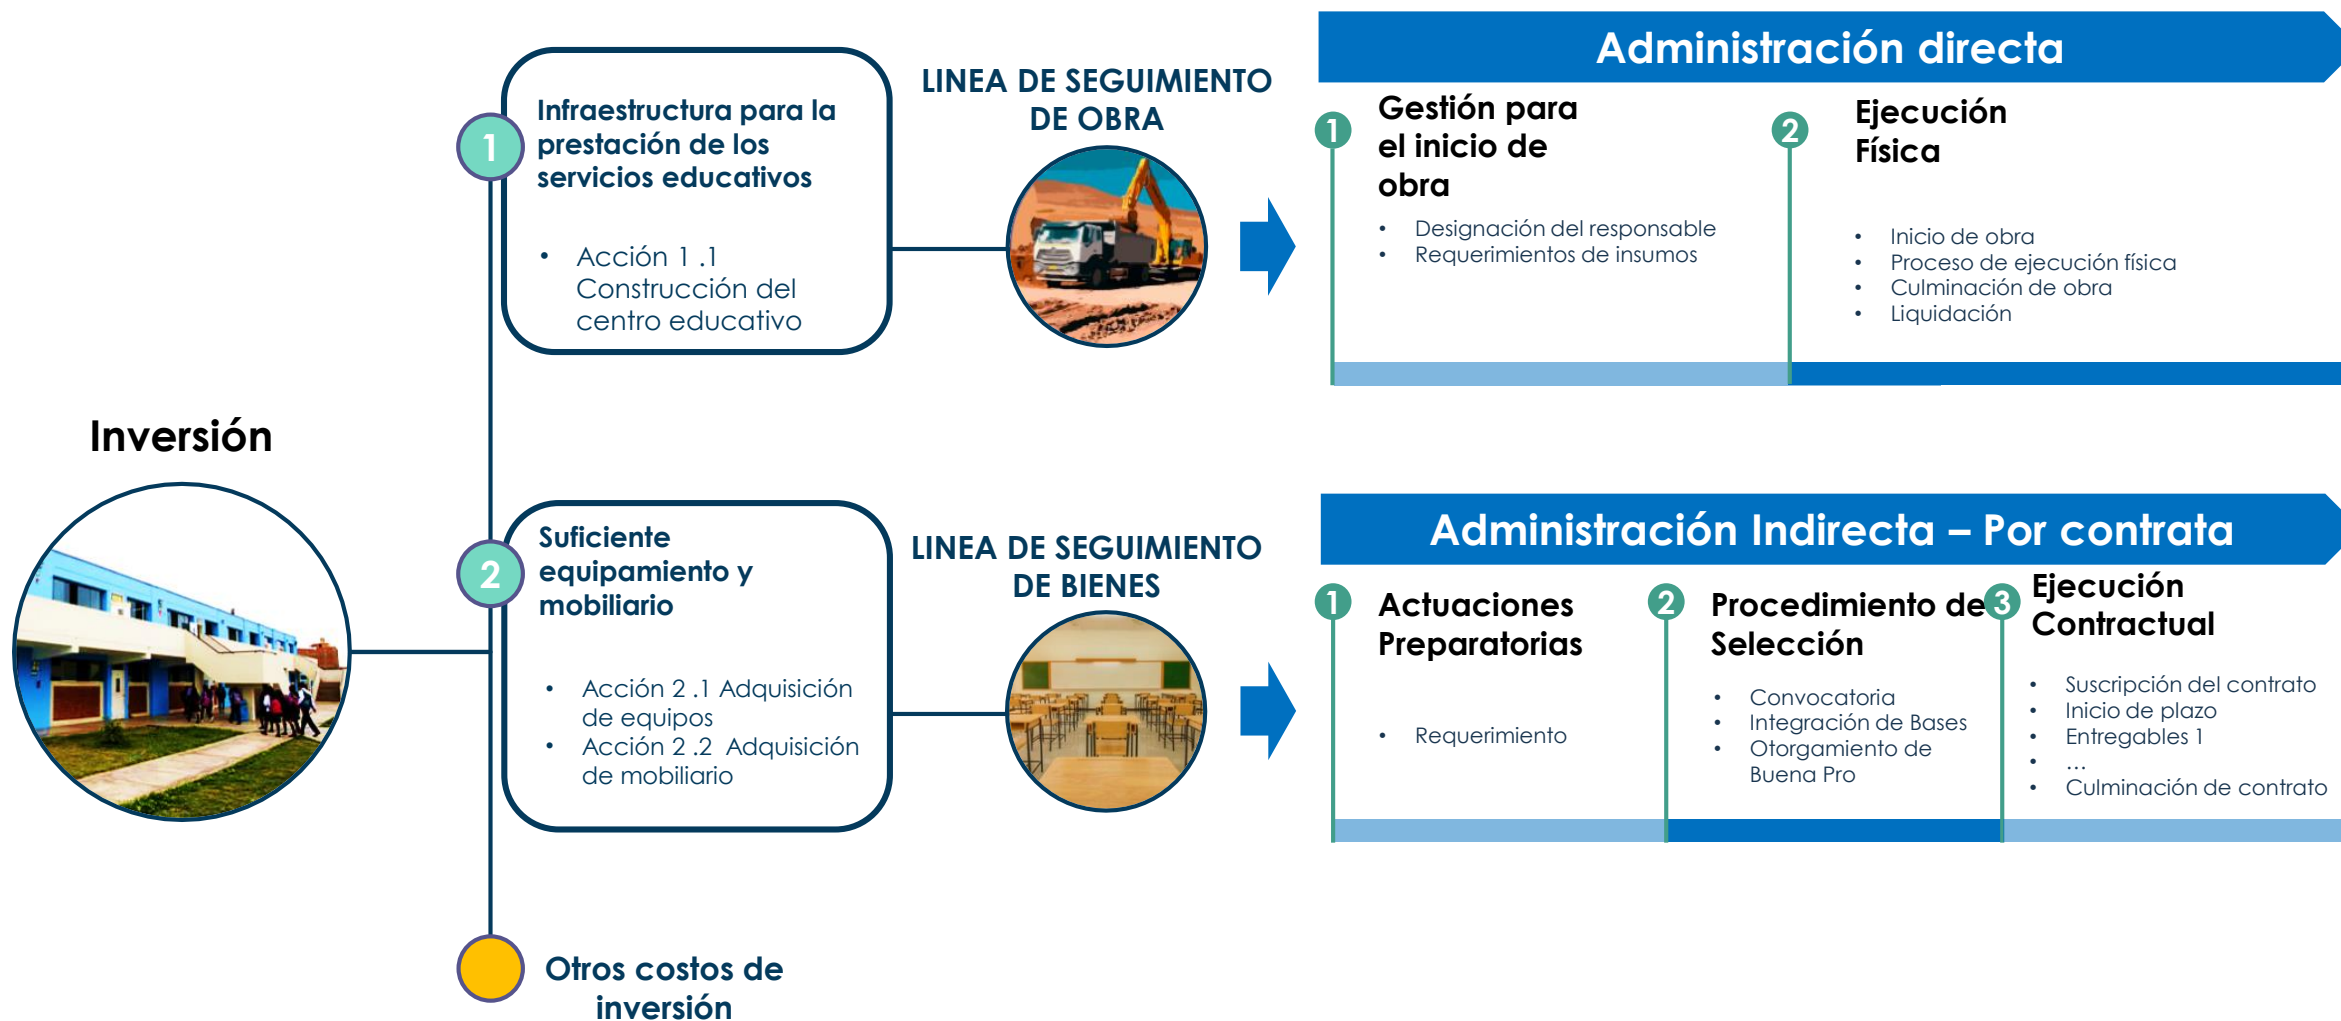 Inversión
1
Infraestructura para la
prestación de los
servicios educativos
• Acción 1 .1
Construcción del
centro educativo
LINEA DE SEGUIMIENTO
DE OBRA
Administración directa
1
Gestión para
el inicio de
obra
• Designación del responsable
• Requerimientos de insumos
2
Ejecución
Física
• Inicio de obra
• Proceso de ejecución física
• Culminación de obra
• Liquidación
2
Suficiente
equipamiento y
mobiliario
• Acción 2 .1 Adquisición
de equipos
• Acción 2 .2 Adquisición
de mobiliario
LINEA DE SEGUIMIENTO
DE BIENES
Administración Indirecta – Por contrata
1
Actuaciones
Preparatorias
• Requerimiento
2
Procedimiento de
Selección
• Convocatoria
• Integración de Bases
• Otorgamiento de
Buena Pro
3
Ejecución
Contractual
• Suscripción del contrato
• Inicio de plazo
• Entregables 1
• ...
• Culminación de contrato
Otros costos de
inversión